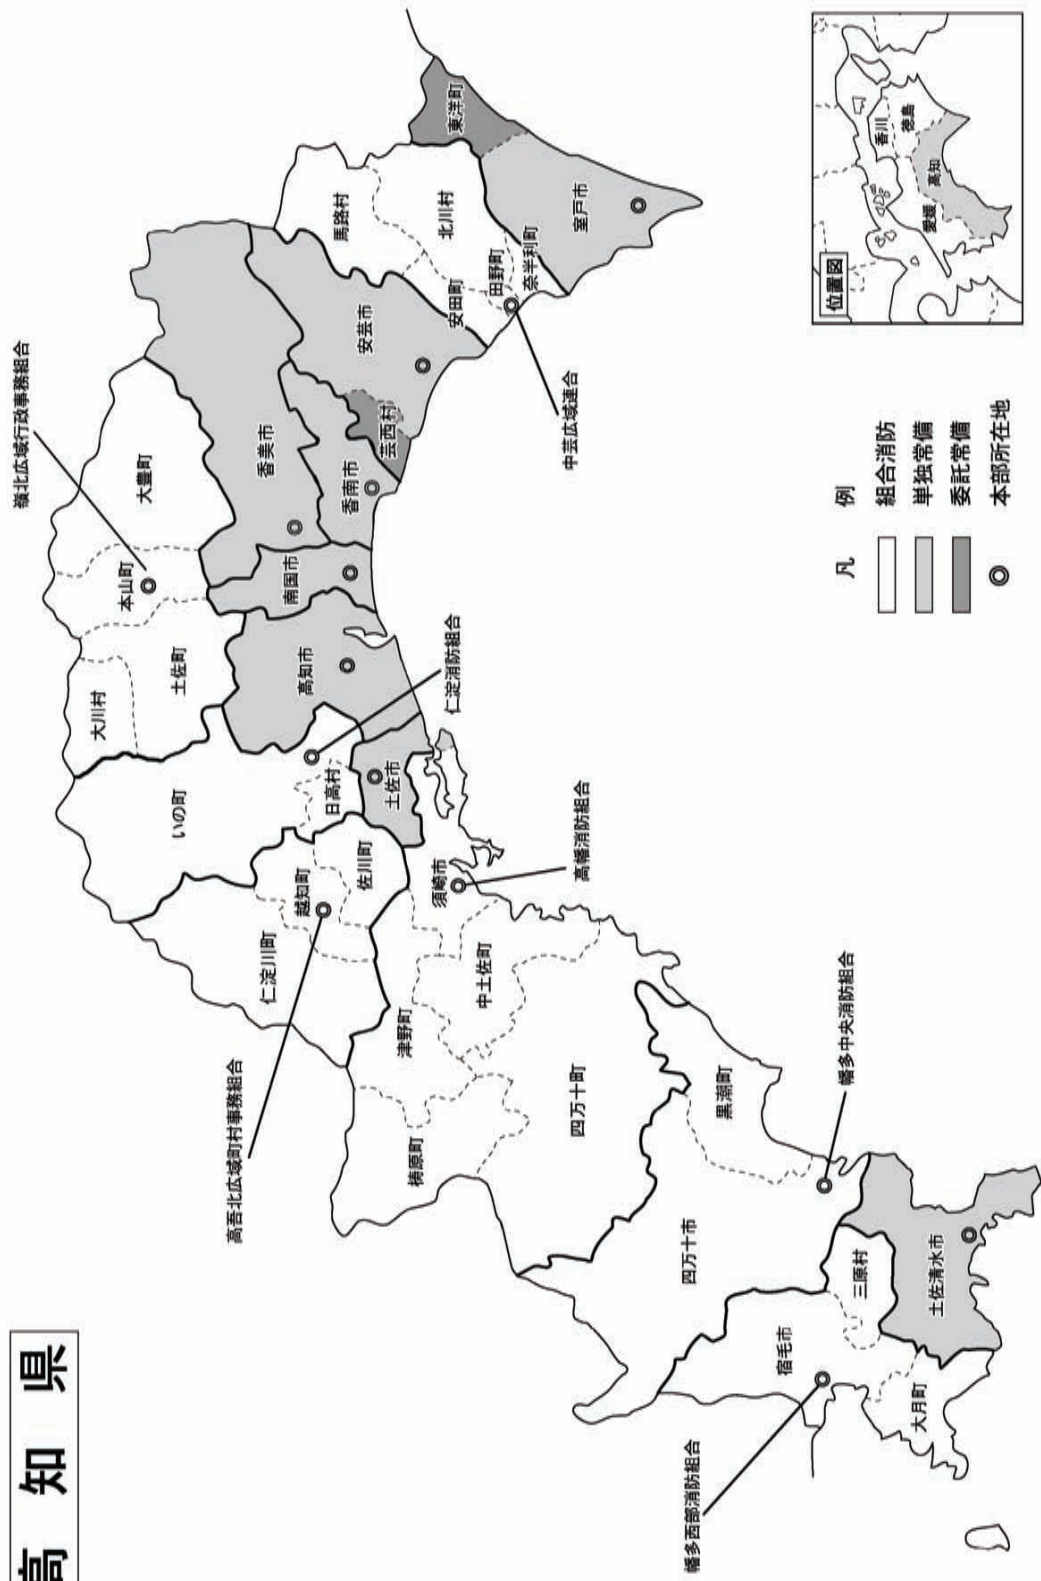 高知県
嶺北広域行政事務組合
大豊町
本山町
土佐町
大川村
いの町
日高村
仁淀川町
越知町
佐川町
高吾北広域町村事務組合
香美市
南国市
高知市
土佐市
仁淀消防組合
香南市
芸西村
安芸市
馬路村
北川村
安田町
田野町
奈半利町
中芸広域連合
東洋町
室戸市
須崎市
高幡消防組合
津野町
中土佐町
梼原町
四万十町
黒潮町
幡多中央消防組合
四万十市
三原村
土佐清水市
宿毛市
大月町
幡多西部消防組合
凡例
組合消防
単独常備
委託常備
本部所在地
位置図
香川
徳島
愛媛
高知